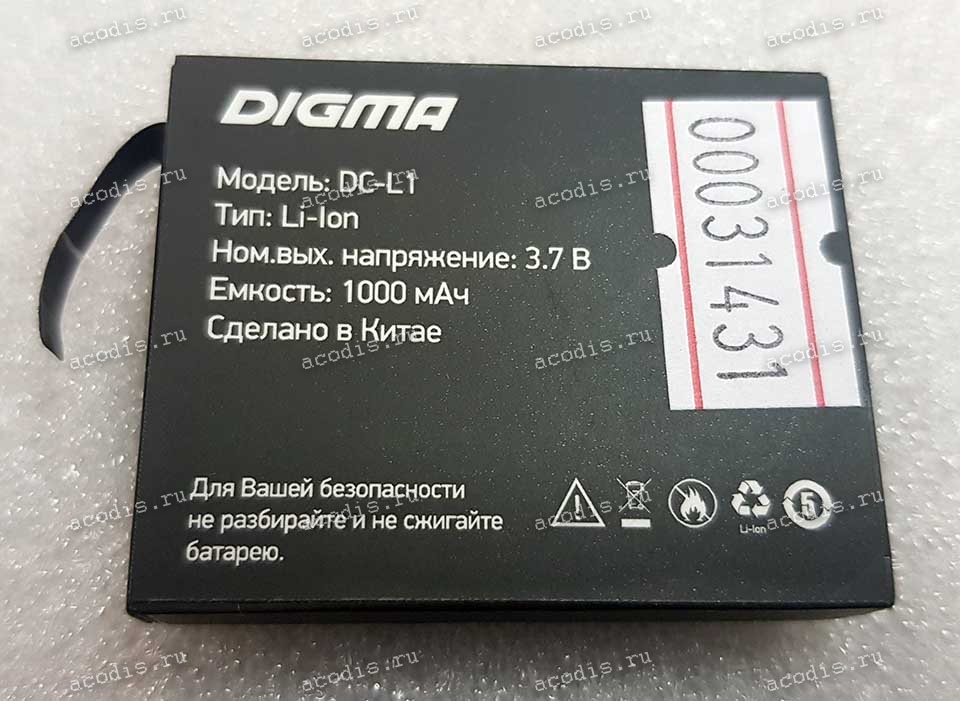 DIGMA
Модель: DC-L1
Тип: Li-Ion
Ном.вых. напряжение: 3.7 В
Емкость: 1000 мАч
Сделано в Китае
00031431
Для Вашей безопасности
не разбирайте и не сжигайте
батарею.
Li-Ion
5
acodis.ru